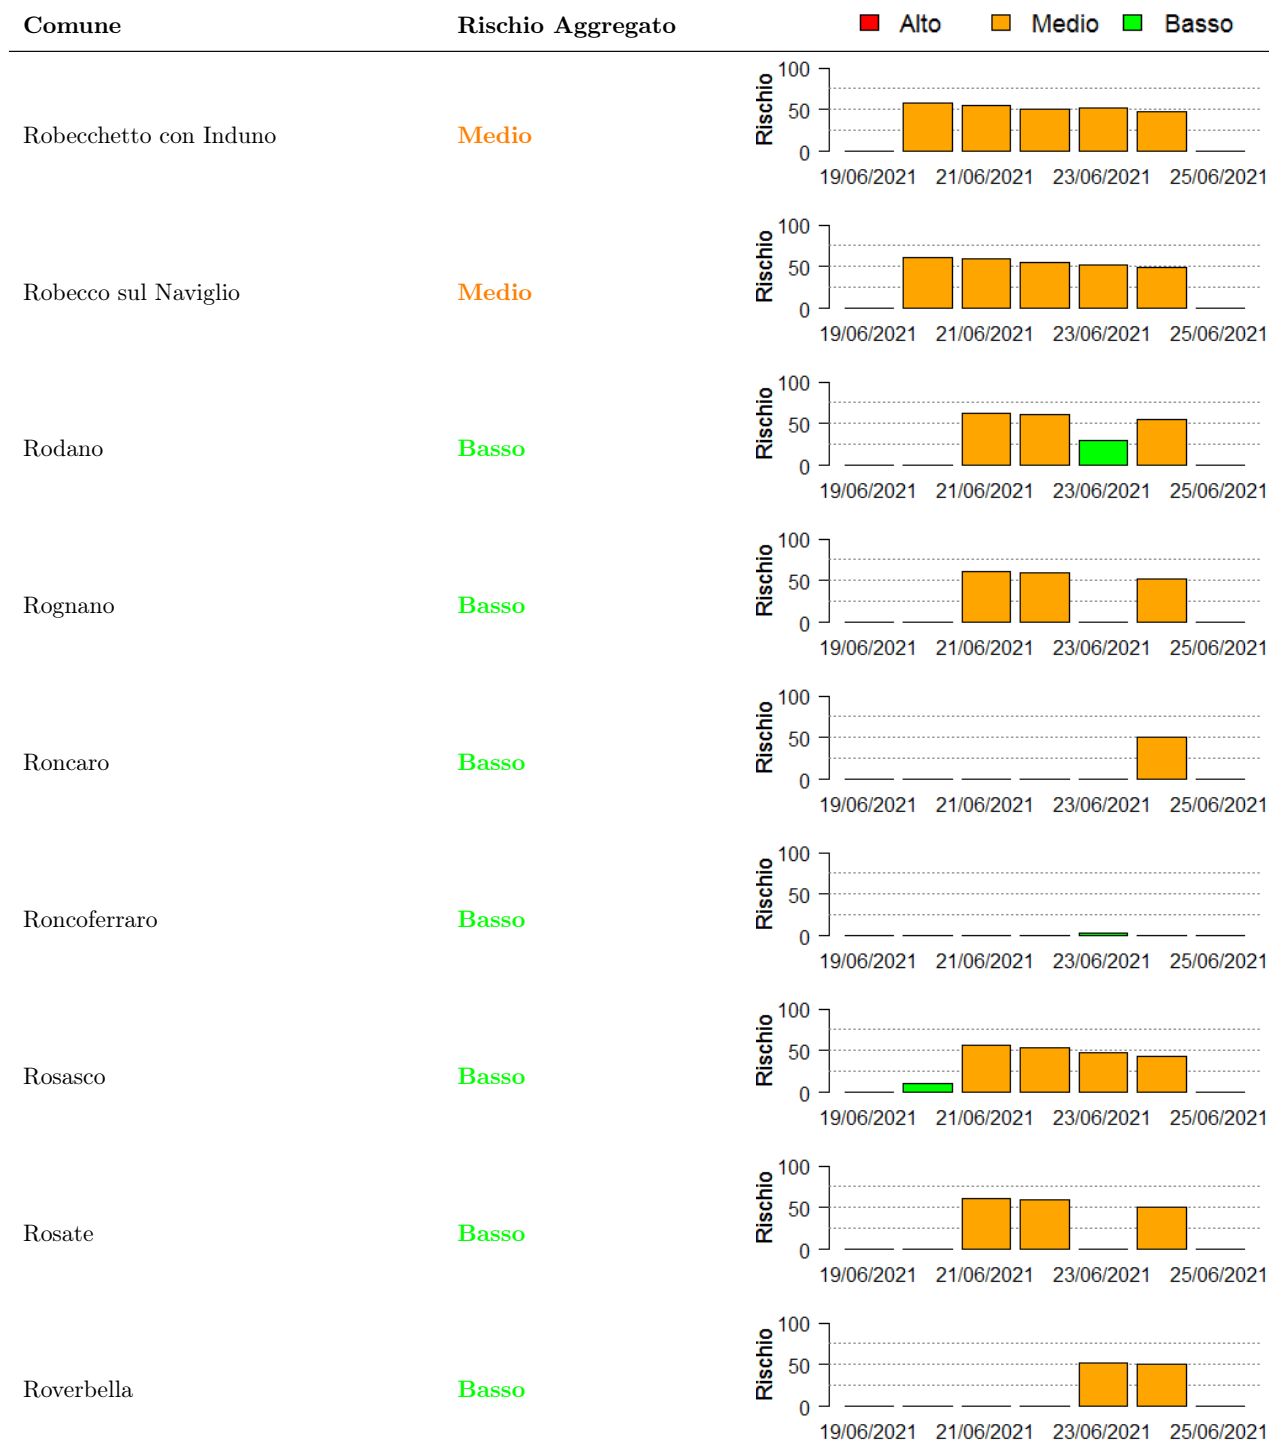 Comune Rischio Aggregato Alto Medio Basso
100
Rischio
50
Robecchetto con Induno Medio
0
19/06/2021 21/06/2021 23/06/2021 25/06/2021
100
Rischio
50
Robecco sul Naviglio Medio
0
19/06/2021 21/06/2021 23/06/2021 25/06/2021
100
Rischio
50
Rodano Basso
0
19/06/2021 21/06/2021 23/06/2021 25/06/2021
100
Rischio
50
Rognano Basso
0
19/06/2021 21/06/2021 23/06/2021 25/06/2021
100
Rischio
50
Roncaro Basso
0
19/06/2021 21/06/2021 23/06/2021 25/06/2021
100
Rischio
50
Roncoferraro Basso
0
19/06/2021 21/06/2021 23/06/2021 25/06/2021
100
Rischio
50
Rosasco Basso
0
19/06/2021 21/06/2021 23/06/2021 25/06/2021
100
Rischio
50
Rosate Basso
0
19/06/2021 21/06/2021 23/06/2021 25/06/2021
100
Rischio
50
Roverbella Basso
0
19/06/2021 21/06/2021 23/06/2021 25/06/2021